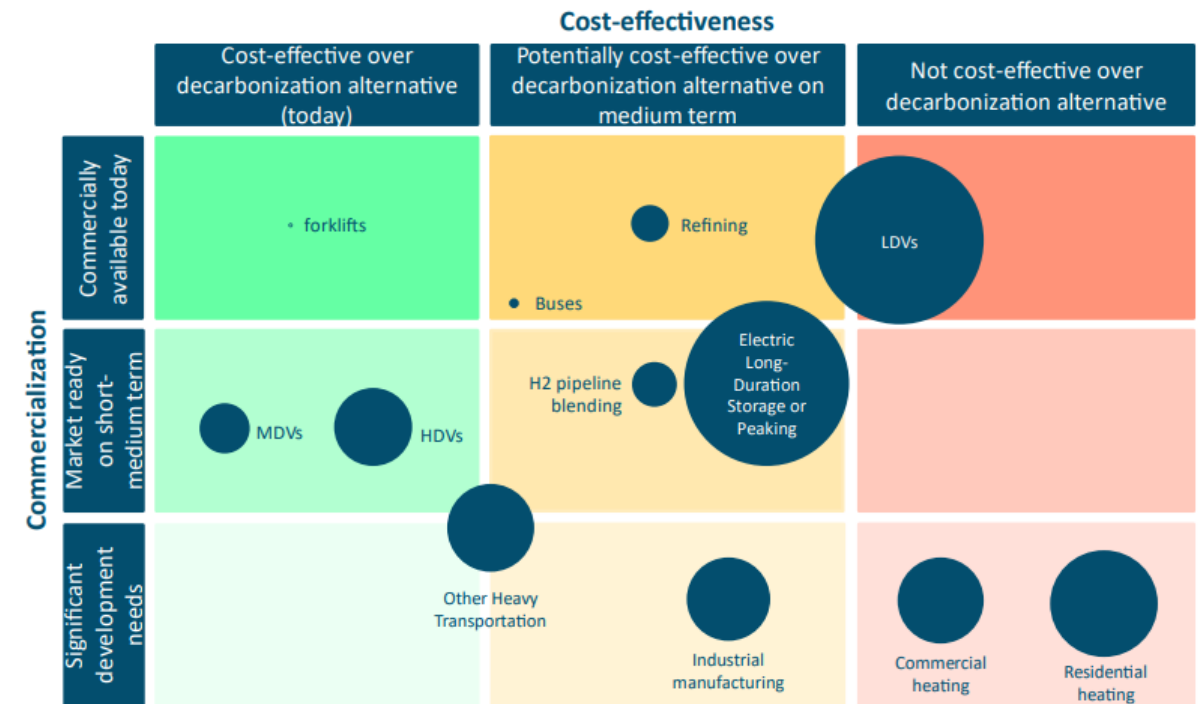 Cost-effectiveness
Cost-effective over
decarbonization alternative
(today)
Potentially cost-effective over
decarbonization alternative on
medium term
Not cost-effective over
decarbonization alternative
Commercialization
Commercially
available today
forklifts
Refining
LDVs
Buses
Market ready
on short-
medium term
MDVs
HDVs
H2 pipeline
blending
Electric
Long-
Duration
Storage or
Peaking
Significant
development
needs
Other Heavy
Transportation
Industrial
manufacturing
Commercial
heating
Residential
heating